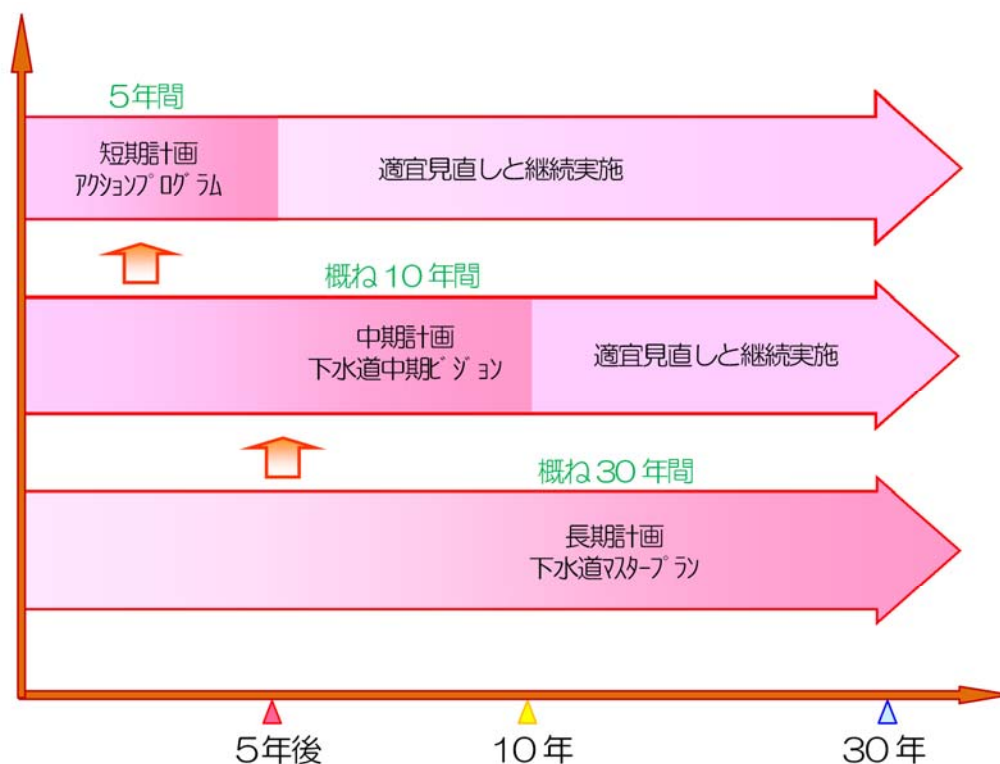 5年間
短期計画
ｱｸｼｮﾝﾌﾟﾛｸﾞﾗﾑ
適宜見直しと継続実施
概ね10年間
中期計画
下水道中期ﾋﾞｼﾞｮﾝ
適宜見直しと継続実施
概ね30年間
長期計画
下水道ﾏｽﾀｰﾌﾟﾗﾝ
5年後
10年
30年